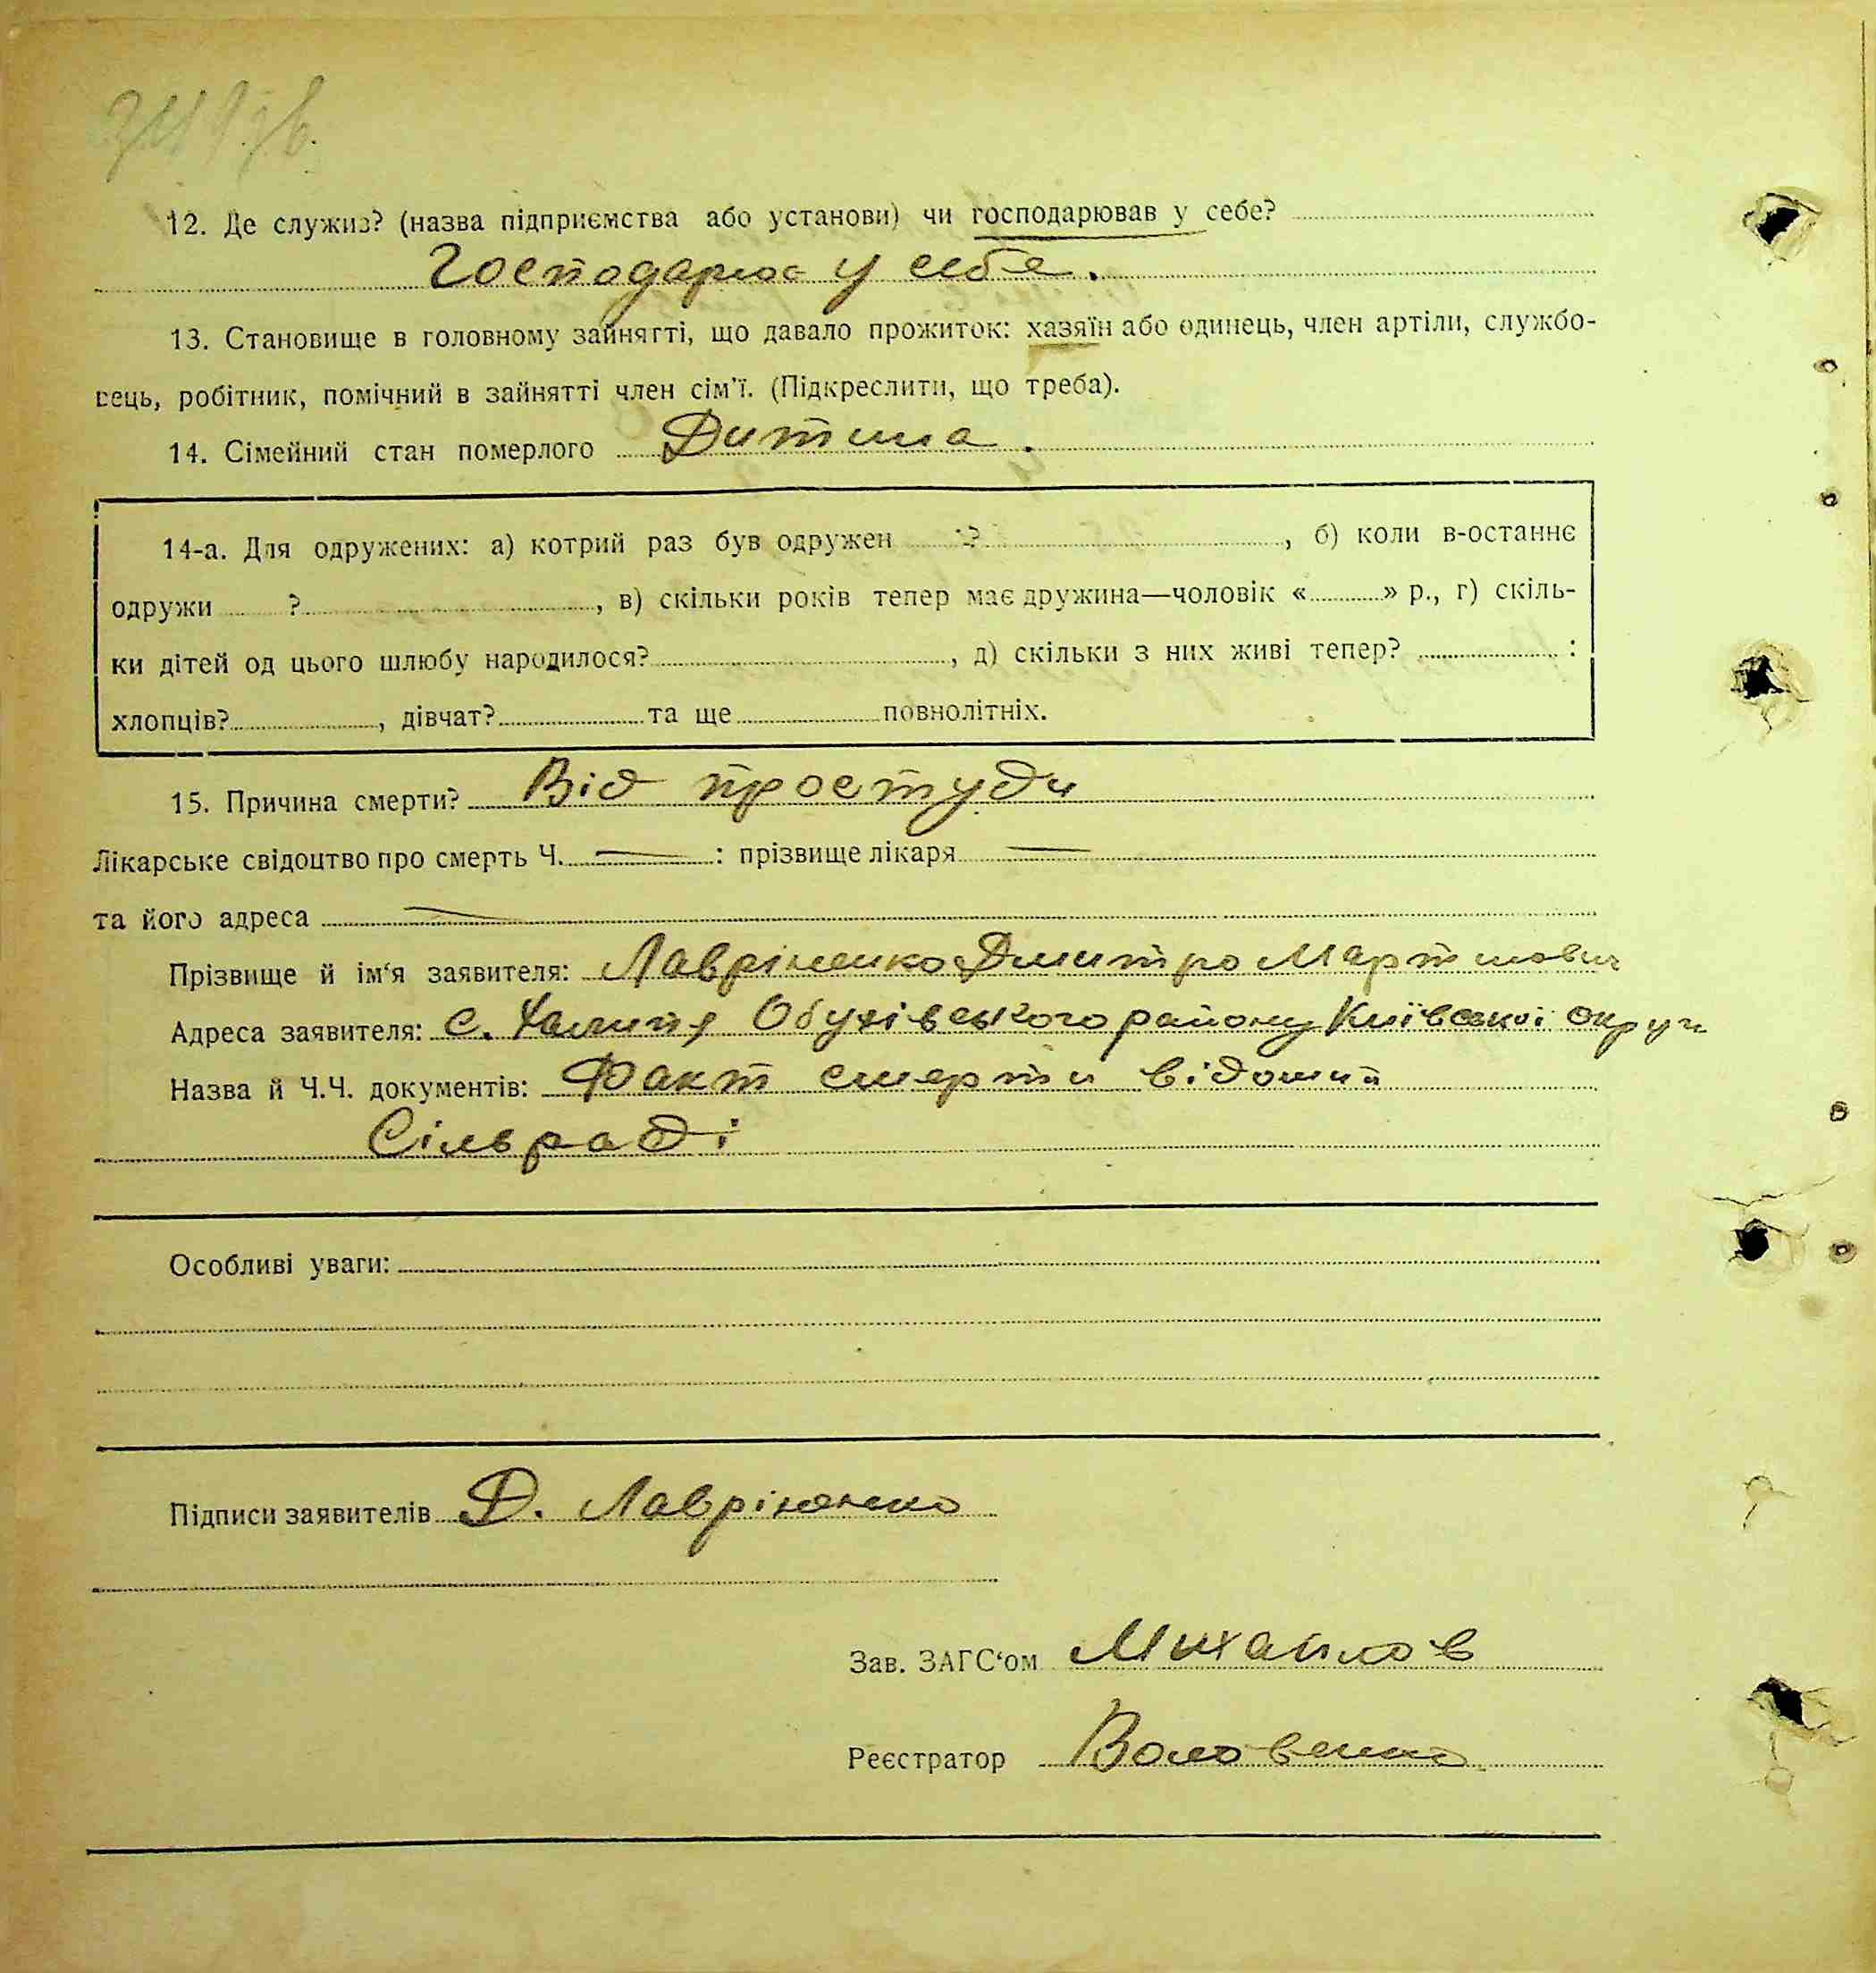 12. Де служив? (назва підприємства або установи) чи господарював у себе?
Господарює у себе.
13. Становище в головному зайнятті, що давало прожиток: хазяїн або одинець, член артіли, службо-
вець, робітник, помічний в зайнятті член сім'ї. (Підкреслити, що треба).
14. Сімейний стан померлого Дитина.
14-а. Для одружених: а) котрий раз був одружен ?, б) коли в-останнє
одружи ?, в) скільки років тепер має дружина—чоловік « » р., г) скіль-
ки дітей од цього шлюбу народилося?, д) скільки з них живі тепер? :
хлопців?, дівчат? та ще повнолітніх.
15. Причина смерти? Від простуди
Лікарське свідоцтво про смерть Ч. — : прізвище лікаря —
та його адреса —
Прізвище й ім'я заявителя: Лавріненко Дмитро Мартинович
Адреса заявителя: с. Халипя Обухівського району Київської округи
Назва й Ч.Ч. документів: Факт смерти відомий
Сільраді
Особливі уваги:
Підписи заявителів Д. Лавріненко
Зав. ЗАГС'ом Михайлов
Реєстратор Воловенко